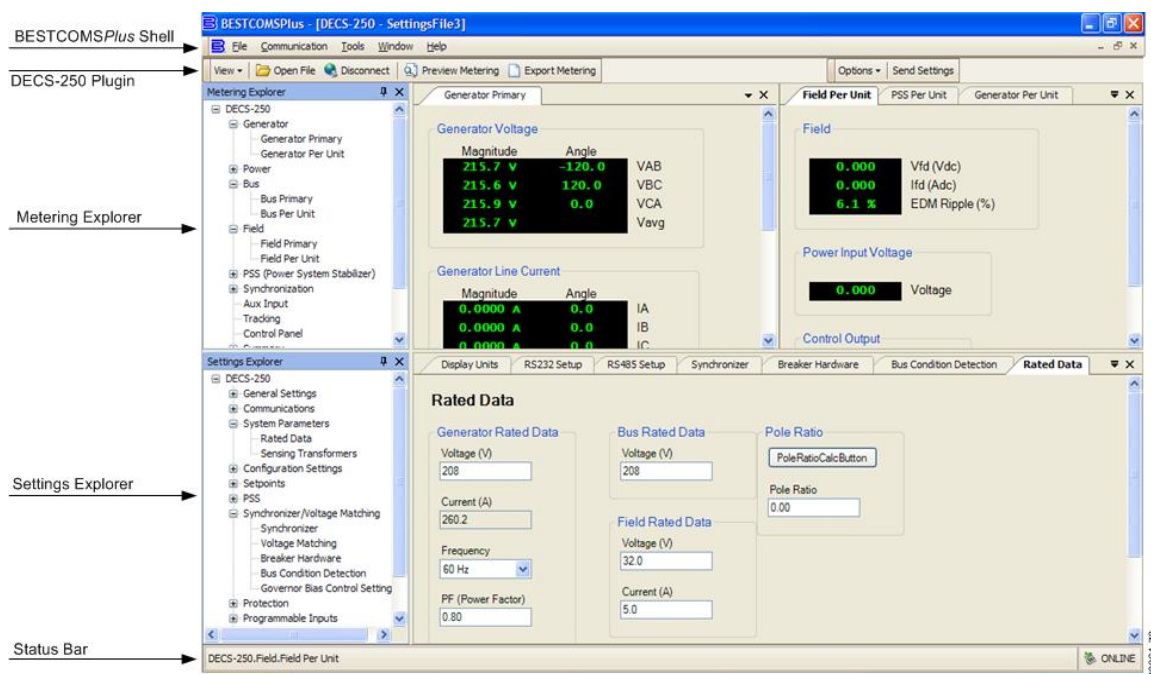 BESTCOMSPlus - [DECS-250 - SettingsFile3]
BESTCOMSPlus Shell
File Communication Tools Window Help
DECS-250 Plugin
View Open File Disconnect Preview Metering Export Metering Options Send Settings
Metering Explorer
Metering Explorer
DECS-250
Generator
Generator Primary
Generator Per Unit
Power
Bus
Bus Primary
Bus Per Unit
Field
Field Primary
Field Per Unit
PSS (Power System Stabilizer)
Synchronization
Aux Input
Tracking
Control Panel
Generator Primary
Generator Voltage
Magnitude Angle
215.7 V -120.0 VAB
215.6 V 120.0 VBC
215.9 V 0.0 VCA
215.7 V Vavg
Generator Line Current
Magnitude Angle
0.0000 A 0.0 IA
0.0000 A 0.0 IB
0.0000 A 0.0 IC
Field Per Unit PSS Per Unit Generator Per Unit
Field
0.000 Vfd (Vdc)
0.000 Ifd (Adc)
6.1 % EDM Ripple (%)
Power Input Voltage
0.000 Voltage
Control Output
Settings Explorer
Settings Explorer
DECS-250
General Settings
Communications
System Parameters
Rated Data
Sensing Transformers
Configuration Settings
Setpoints
PSS
Synchronizer/Voltage Matching
Synchronizer
Voltage Matching
Breaker Hardware
Bus Condition Detection
Governor Bias Control Setting
Protection
Programmable Inputs
Display Units RS232 Setup RS485 Setup Synchronizer Breaker Hardware Bus Condition Detection Rated Data
Rated Data
Generator Rated Data
Voltage (V)
208
Current (A)
260.2
Frequency
60 Hz
PF (Power Factor)
0.80
Bus Rated Data
Voltage (V)
208
Field Rated Data
Voltage (V)
32.0
Current (A)
5.0
Pole Ratio
PoleRatioCalcButton
Pole Ratio
0.00
Status Bar
DECS-250.Field.Field Per Unit ONLINE